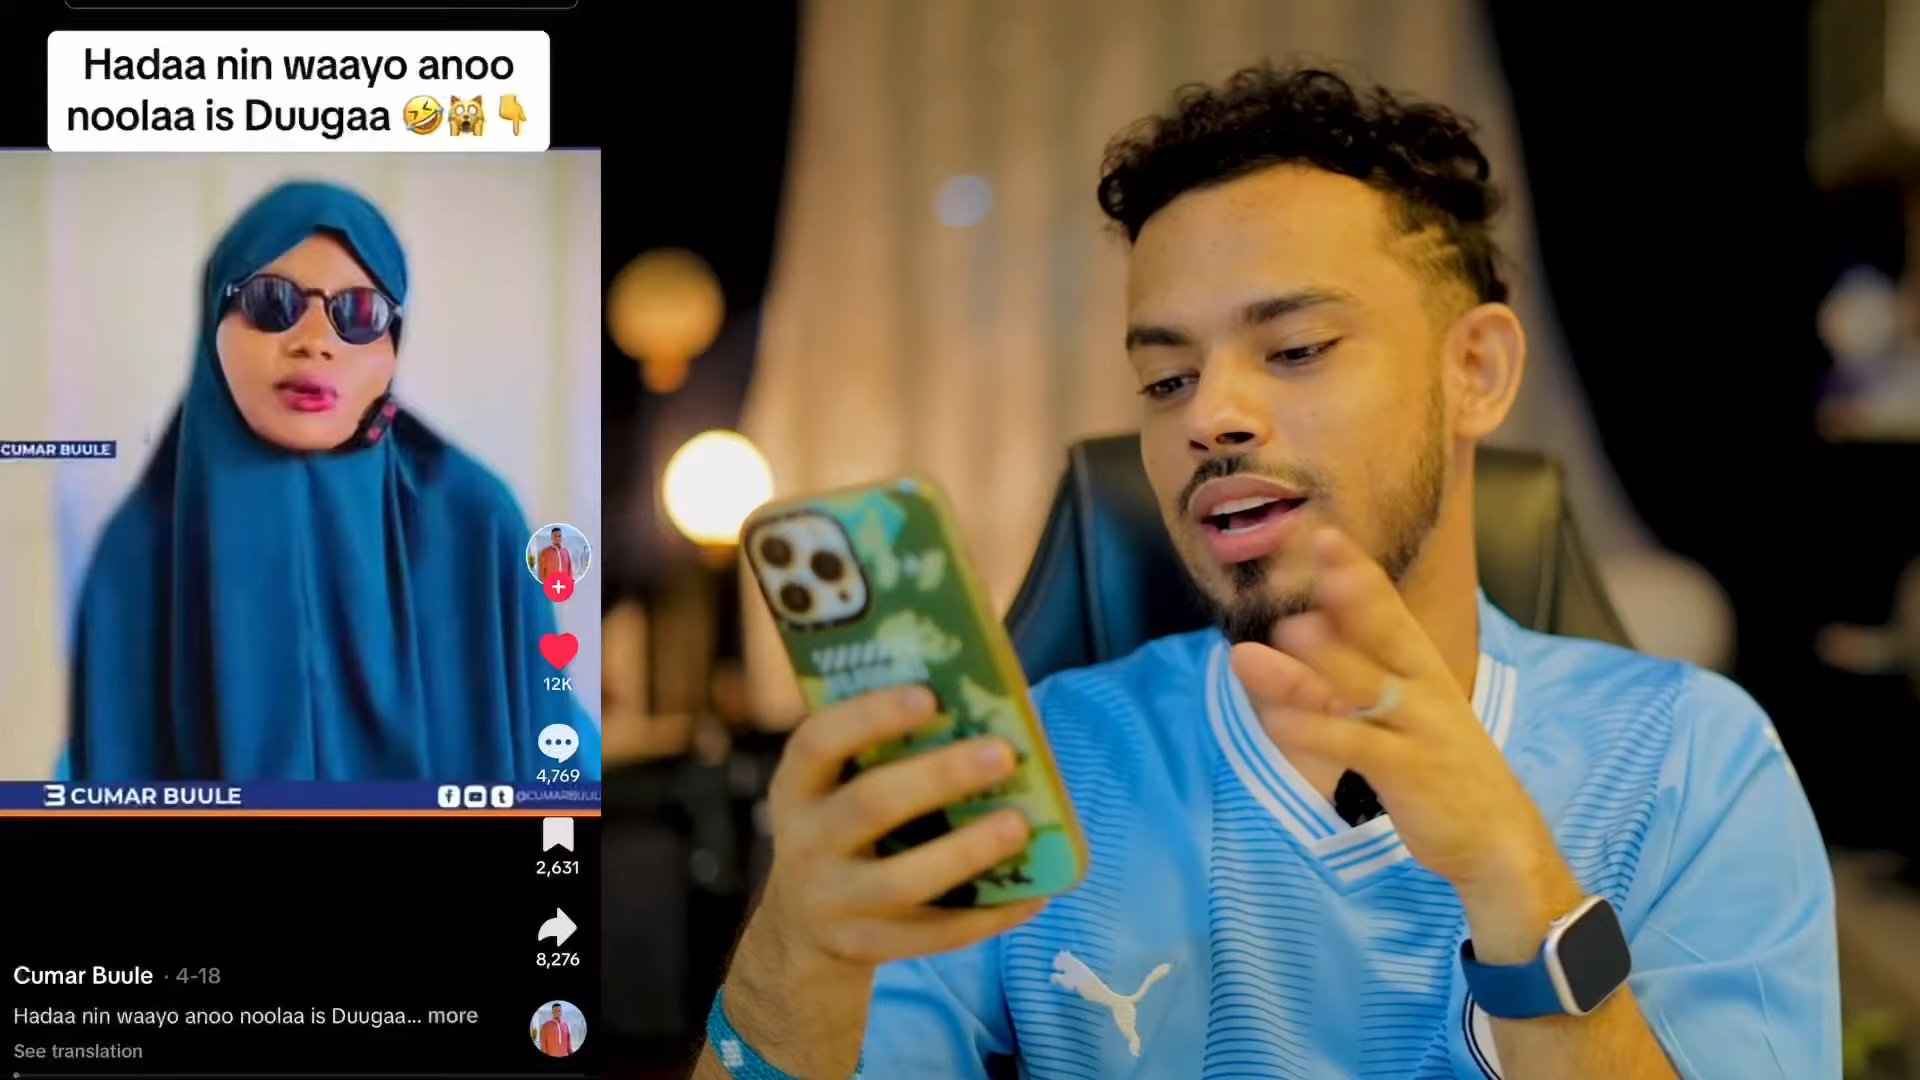 Hadaa nin waayo anoo
noolaa is Duugaa 🤣🙀👇
CUMAR BUULE
12K
4,769
CUMAR BUULE
2,631
8,276
Cumar Buule · 4-18
Hadaa nin waayo anoo noolaa is Duugaa... more
See translation